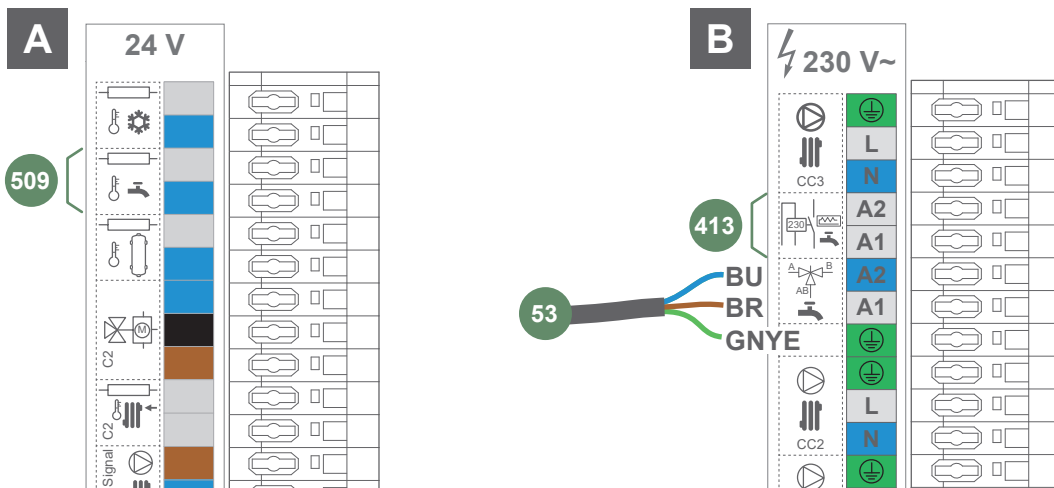 A
24 V
509
M
C2
C2
Signal
B
230 V~
CC3
L
N
413
230
A2
A1
A
B
AB
A2
A1
53
BU
BR
GNYE
CC2
L
N